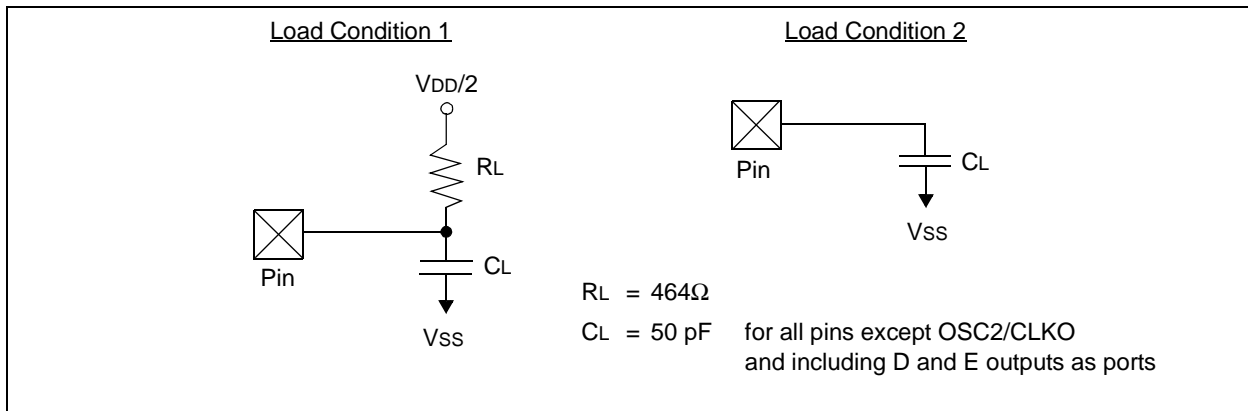 Load Condition 1
VDD/2
RL
Pin
CL
VSS
Load Condition 2
Pin
CL
VSS
RL = 464Ω
CL = 50 pF for all pins except OSC2/CLKO
and including D and E outputs as ports